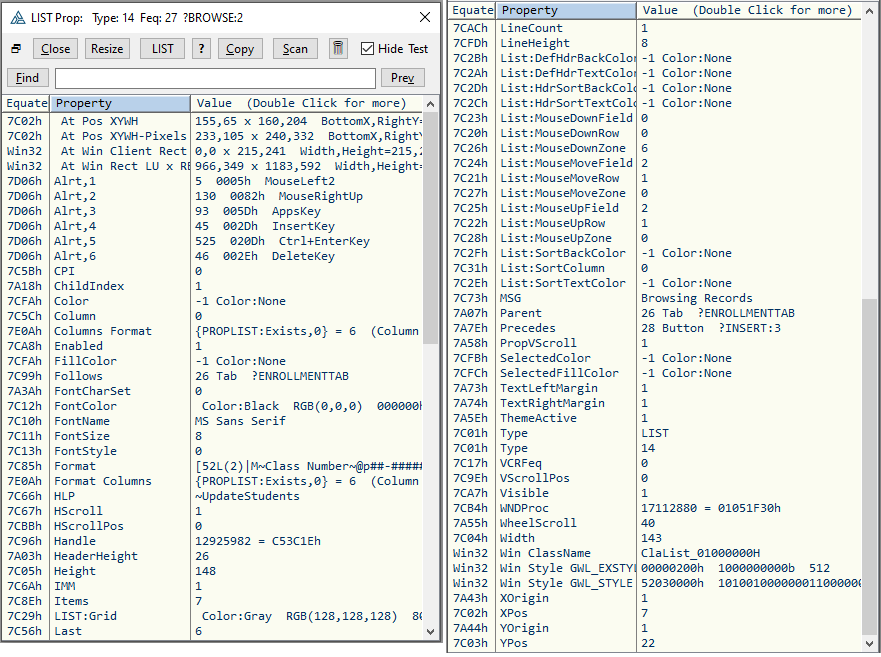 LIST Prop:   Type: 14  Feq: 27  ?BROWSE:2
Close Resize LIST ? Copy Scan Hide Test
Find Prev
Equate Property Value  (Double Click for more)
7C02h At Pos XYWH 155,65 x 160,204  BottomX,RightY=
7C02h At Pos XYWH-Pixels 233,105 x 240,332  BottomX,R
Win32 At Win Client Rect 0,0 x 215,241  Width,Height=215,2
Win32 At Win Rect LU x RB 966,349 x 1183,592  Width,Height=
7D06h Alrt,1 5  0005h  MouseLeft2
7D06h Alrt,2 130  0082h  MouseRightUp
7D06h Alrt,3 93  005Dh  AppsKey
7D06h Alrt,4 45  002Dh  InsertKey
7D06h Alrt,5 525  020Dh  Ctrl+EnterKey
7D06h Alrt,6 46  002Eh  DeleteKey
7C5Bh CPI 0
7A18h ChildIndex 1
7CFAh Color -1 Color:None
7C5Ch Column 0
7E0Ah Columns Format {PROPLIST:Exists,0} = 6  (Column
7CA8h Enabled 1
7CFAh FillColor -1 Color:None
7C99h Follows 26 Tab  ?ENROLLMENTTAB
7A3Ah FontCharSet 0
7C12h FontColor Color:Black  RGB(0,0,0)  000000h
7C10h FontName MS Sans Serif
7C11h FontSize 8
7C13h FontStyle 0
7C85h Format [52L(2)|M~Class Number~@p##-#####
7E0Ah Format Columns {PROPLIST:Exists,0} = 6  (Column
7C66h HLP ~UpdateStudents
7C67h HScroll 1
7CBBh HScrollPos 0
7C96h Handle 12925982 = C53C1Eh
7A03h HeaderHeight 26
7C05h Height 148
7C6Ah IMM 1
7C8Eh Items 7
7C29h LIST:Grid Color:Gray  RGB(128,128,128)  80
7C56h Last 6
Equate Property Value  (Double Click for more)
7CACh LineCount 1
7CFDh LineHeight 8
7C2Bh List:DefHdrBackColor -1 Color:None
7C2Ah List:DefHdrTextColor -1 Color:None
7C2Dh List:HdrSortBackColo -1 Color:None
7C2Ch List:HdrSortTextColo -1 Color:None
7C23h List:MouseDownField 0
7C20h List:MouseDownRow 0
7C26h List:MouseDownZone 6
7C24h List:MouseMoveField 2
7C21h List:MouseMoveRow 1
7C27h List:MouseMoveZone 0
7C25h List:MouseUpField 2
7C22h List:MouseUpRow 1
7C28h List:MouseUpZone 0
7C2Fh List:SortBackColor -1 Color:None
7C31h List:SortColumn 0
7C2Eh List:SortTextColor -1 Color:None
7C73h MSG Browsing Records
7A07h Parent 26 Tab  ?ENROLLMENTTAB
7A7Eh Precedes 28 Button  ?INSERT:3
7A58h PropVScroll 1
7CFBh SelectedColor -1 Color:None
7CFCh SelectedFillColor -1 Color:None
7A73h TextLeftMargin 1
7A74h TextRightMargin 1
7A5Eh ThemeActive 1
7C01h Type LIST
7C01h Type 14
7C17h VCRFeq 0
7C9Eh VScrollPos 0
7CA7h Visible 1
7CB4h WNDProc 17112880 = 01051F30h
7A55h WheelScroll 40
7C04h Width 143
Win32 Win ClassName ClaList_01000000H
Win32 Win Style GWL_EXSTYL 00000200h  1000000000b  512
Win32 Win Style GWL_STYLE 52030000h  1010010000000110000000
7A43h XOrigin 1
7C02h XPos 7
7A44h YOrigin 1
7C03h YPos 22